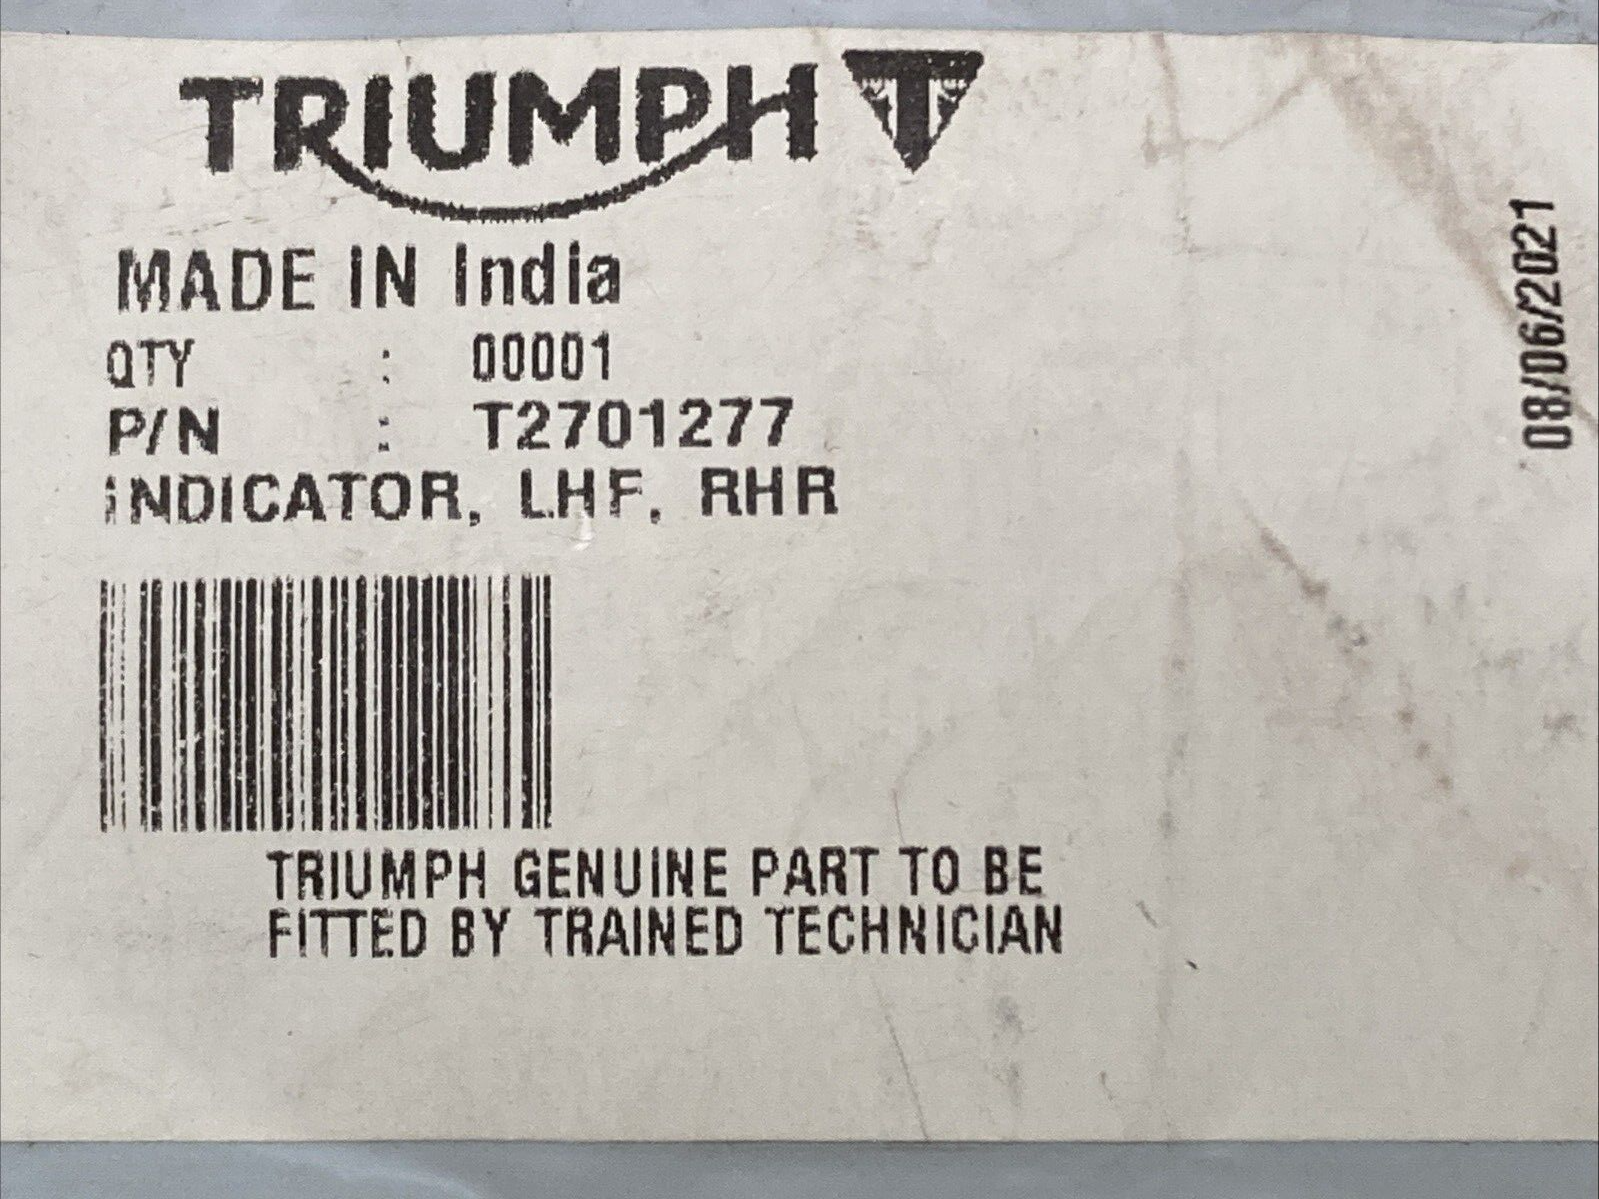 TRIUMPH T
MADE IN India
QTY : 00001
P/N : T2701277
INDICATOR, LHF, RHR
TRIUMPH GENUINE PART TO BE
FITTED BY TRAINED TECHNICIAN
08/06/2021